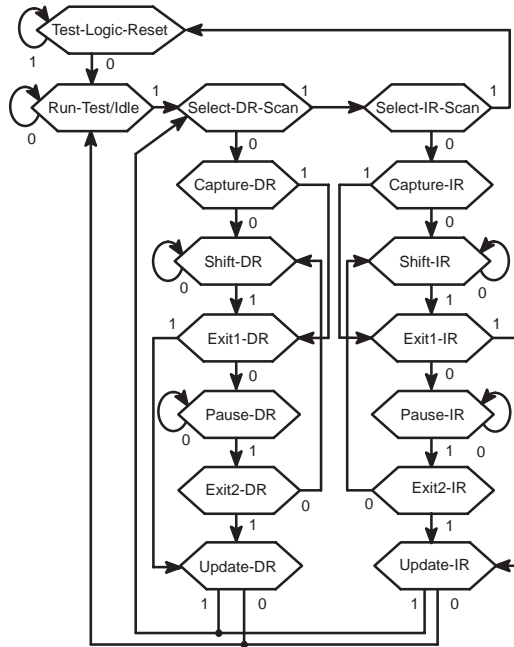 Test-Logic-Reset
1
0
Run-Test/Idle
1
Select-DR-Scan
1
Select-IR-Scan
1
0
0
0
Capture-DR
1
1
Capture-IR
0
0
Shift-DR
Shift-IR
0
0
1
1
1
Exit1-DR
1
Exit1-IR
1
0
0
Pause-DR
Pause-IR
0
0
1
1
Exit2-DR
Exit2-IR
0
0
1
1
Update-DR
Update-IR
1
0
1
0